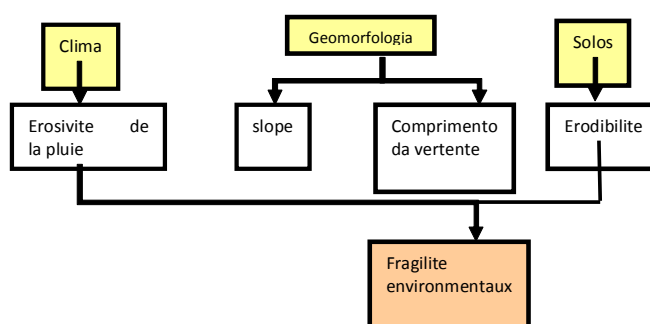 Clima
Geomorfologia
Solos
Erosivite de
la pluie
slope
Comprimento
da vertente
Erodibilite
Fragilite
environmentaux